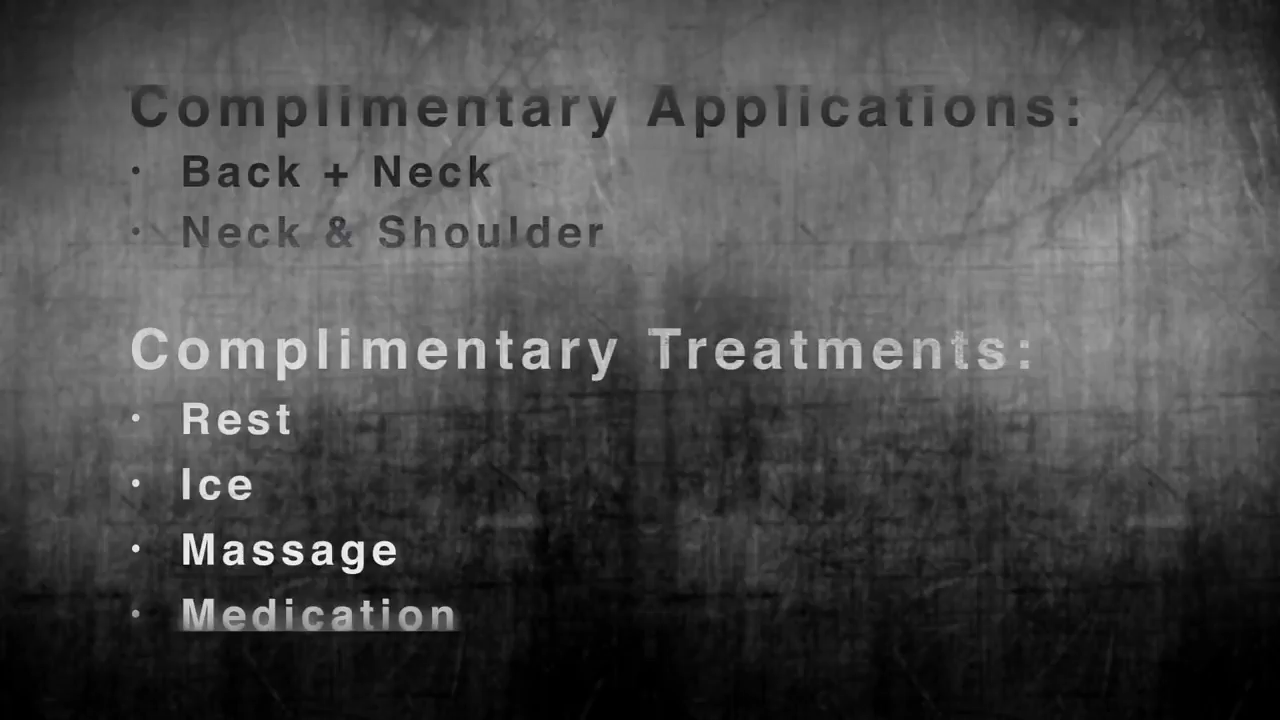 Complimentary Applications:
· Back + Neck
· Neck & Shoulder
Complimentary Treatments:
· Rest
· Ice
· Massage
· Medication